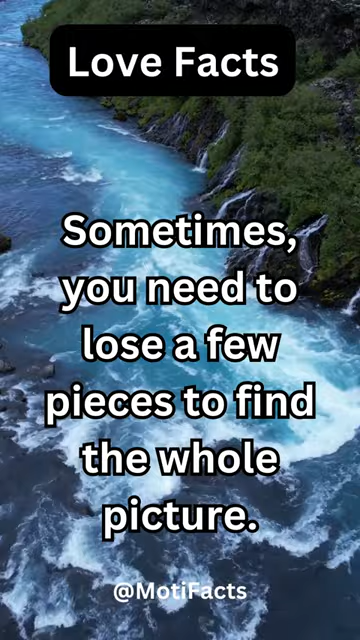 Love Facts
Sometimes,
you need to
lose a few
pieces to find
the whole
picture.
@MotiFacts